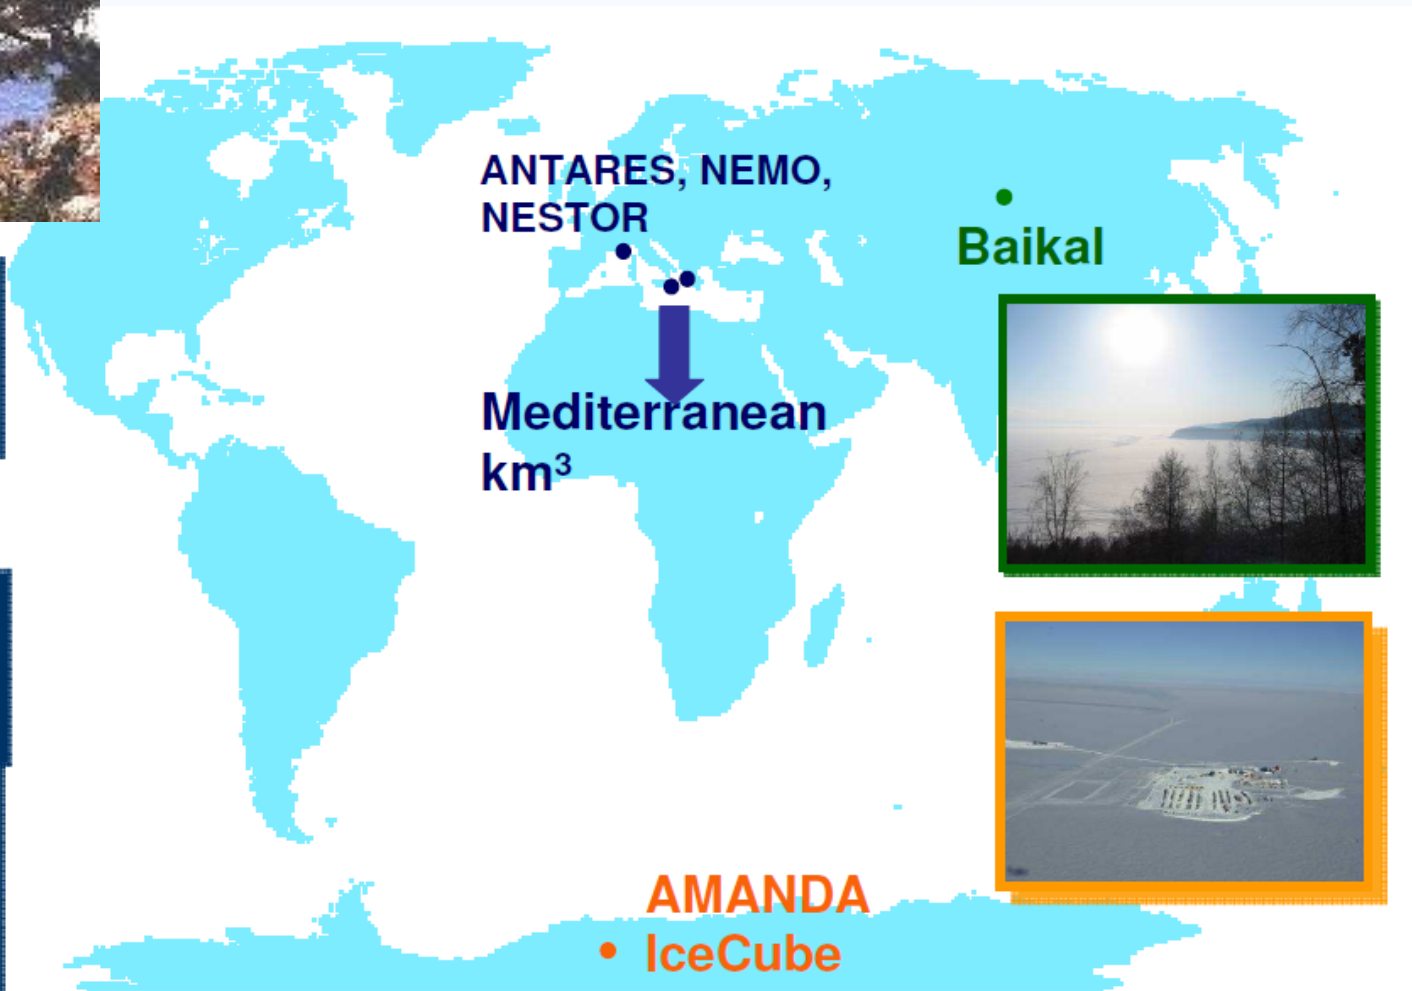 ANTARES, NEMO,
NESTOR
Baikal
Mediterranean
km³
AMANDA
IceCube